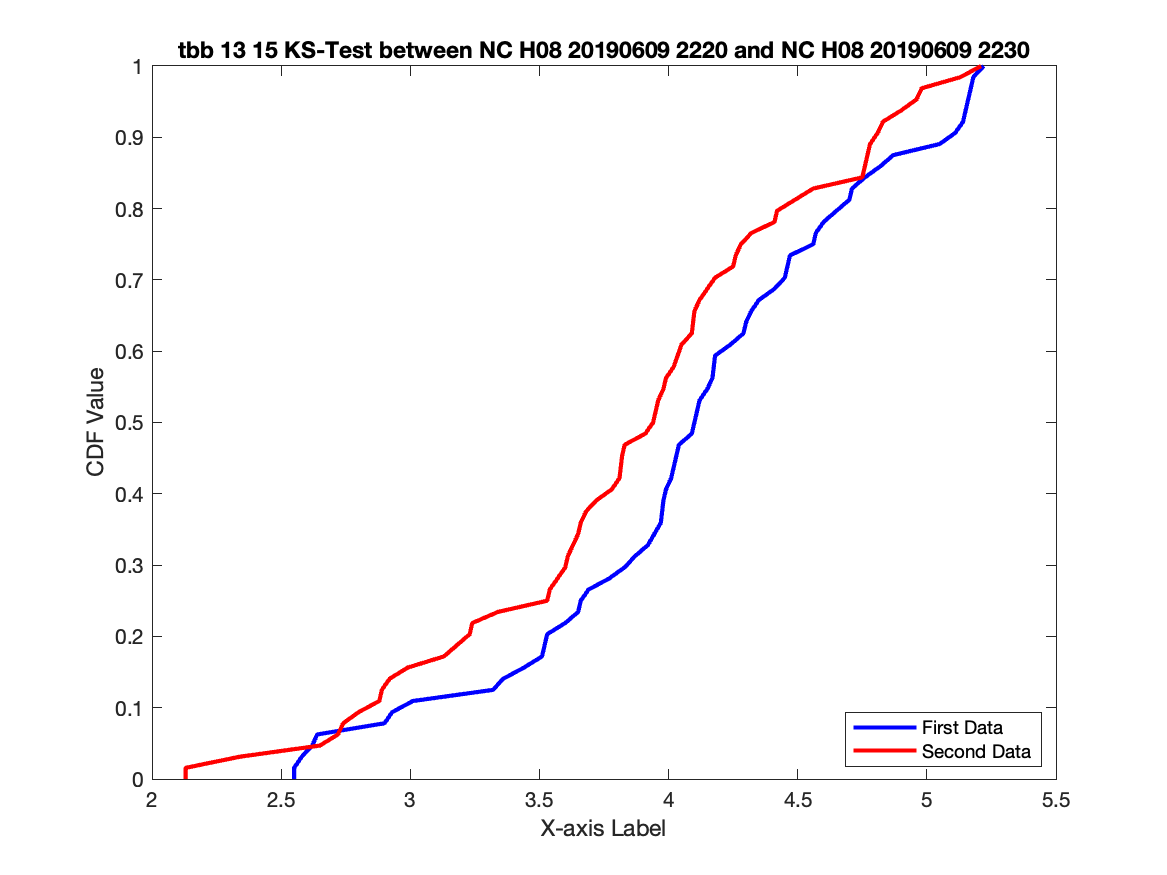 tbb 13 15 KS-Test between NC H08 20190609 2220 and NC H08 20190609 2230
1
0.9
0.8
0.7
0.6
0.5
0.4
0.3
0.2
0.1
0
CDF Value
First Data
Second Data
2 2.5 3 3.5 4 4.5 5 5.5
X-axis Label